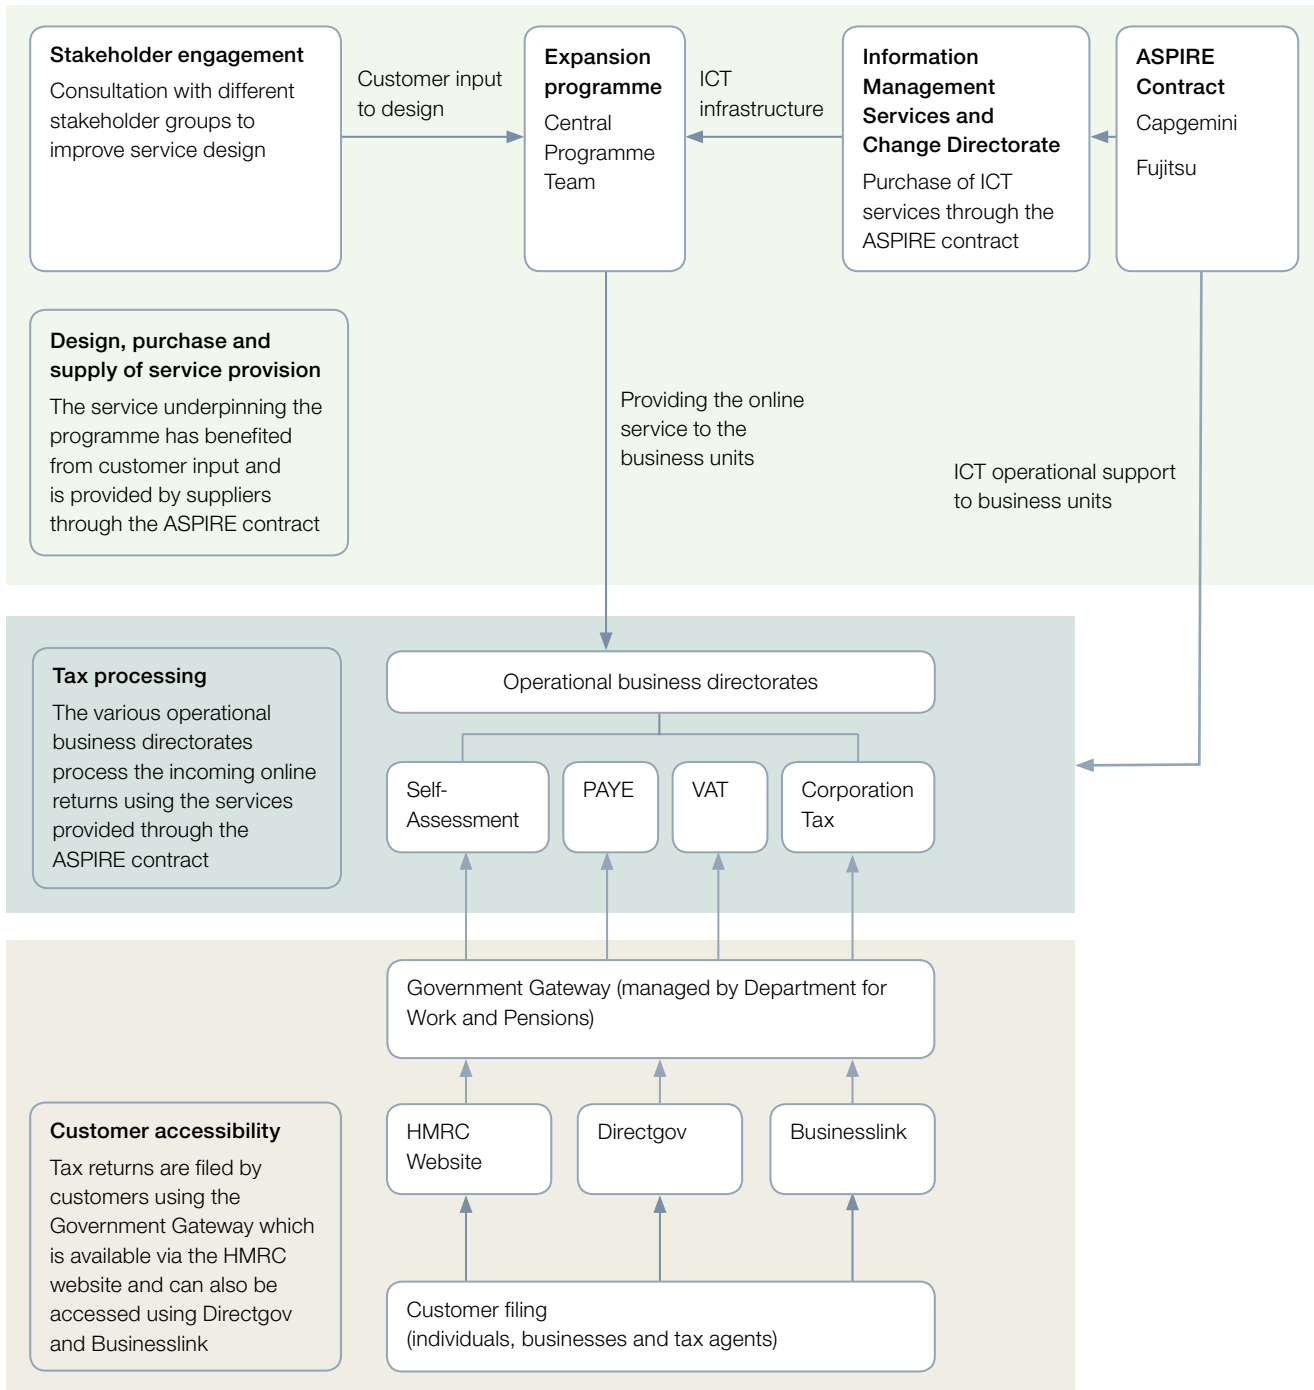 Stakeholder engagement
Consultation with different
stakeholder groups to
improve service design
Customer input
to design
Expansion
programme
Central
Programme
Team
ICT
infrastructure
Information
Management
Services and
Change Directorate
Purchase of ICT
services through the
ASPIRE contract
ASPIRE
Contract
Capgemini
Fujitsu
Design, purchase and
supply of service provision
The service underpinning the
programme has benefited
from customer input and
is provided by suppliers
through the ASPIRE contract
Providing the online
service to the
business units
ICT operational support
to business units
Tax processing
The various operational
business directorates
process the incoming online
returns using the services
provided through the
ASPIRE contract
Operational business directorates
Self-
Assessment
PAYE
VAT
Corporation
Tax
Government Gateway (managed by Department for
Work and Pensions)
Customer accessibility
Tax returns are filed by
customers using the
Government Gateway which
is available via the HMRC
website and can also be
accessed using Directgov
and Businesslink
HMRC
Website
Directgov
Businesslink
Customer filing
(individuals, businesses and tax agents)